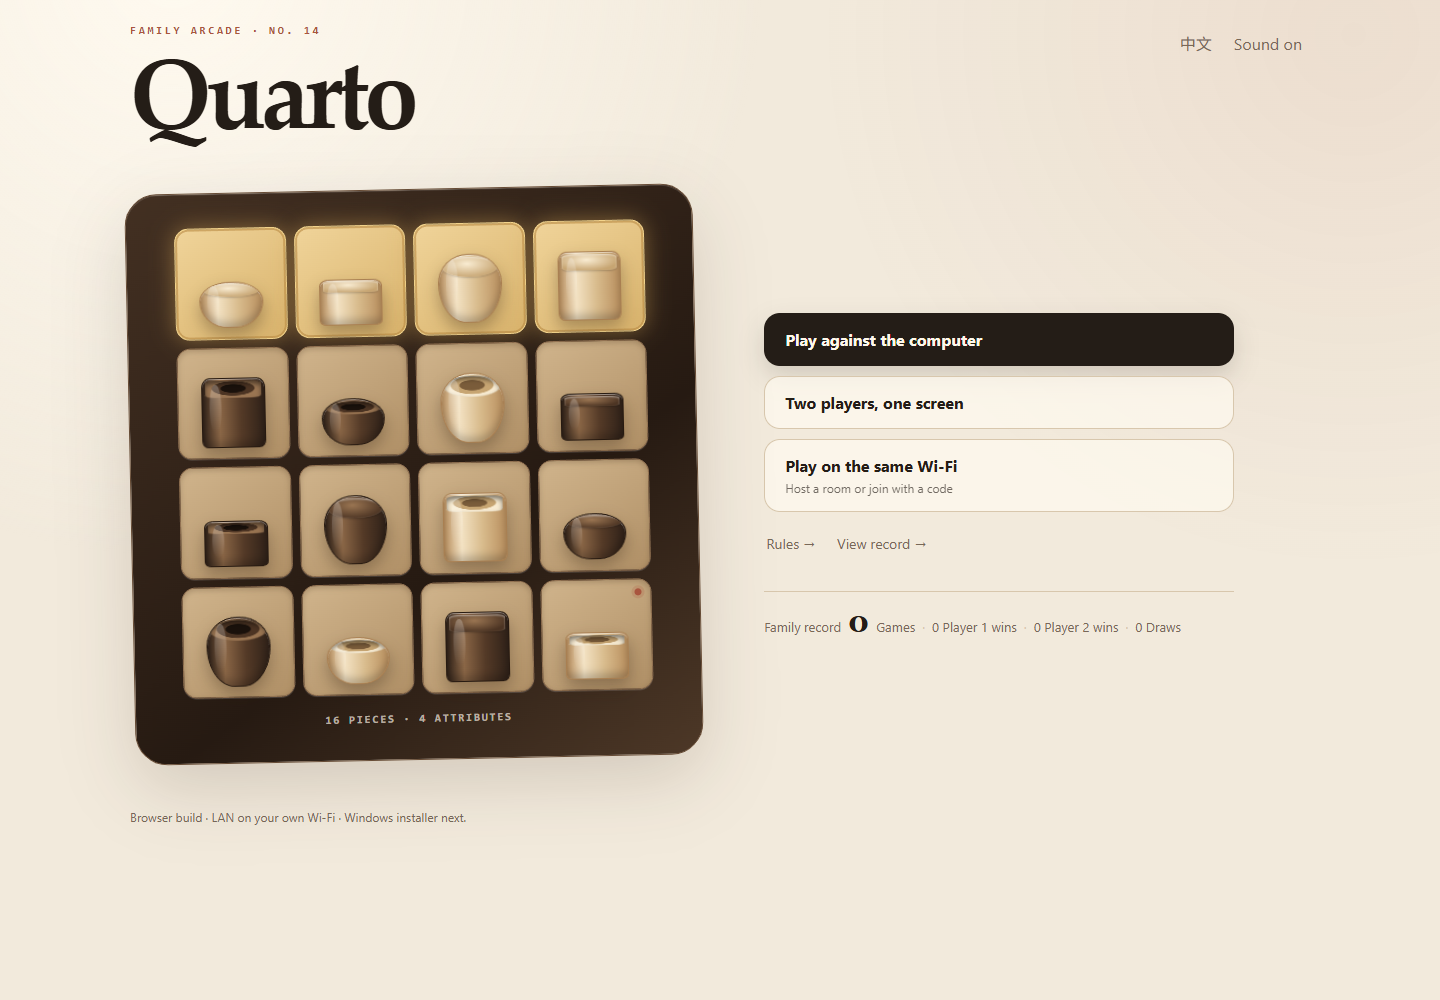 FAMILY ARCADE · NO. 14
中文 Sound on
Quarto
Play against the computer
Two players, one screen
Play on the same Wi-Fi
Host a room or join with a code
Rules → View record →
Family record 0 Games · 0 Player 1 wins · 0 Player 2 wins · 0 Draws
16 PIECES · 4 ATTRIBUTES
Browser build · LAN on your own Wi-Fi · Windows installer next.